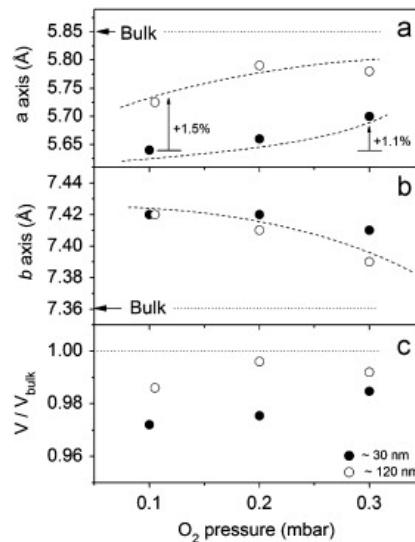 a
5.85
Bulk
5.80
5.75
5.70
5.65
a axis (Å)
+1.5%
+1.1%
b
7.44
7.42
7.40
7.38
7.36
Bulk
b axis (Å)
c
1.00
0.98
0.96
V / Vbulk
~ 30 nm
~ 120 nm
0.1 0.2 0.3
O2 pressure (mbar)